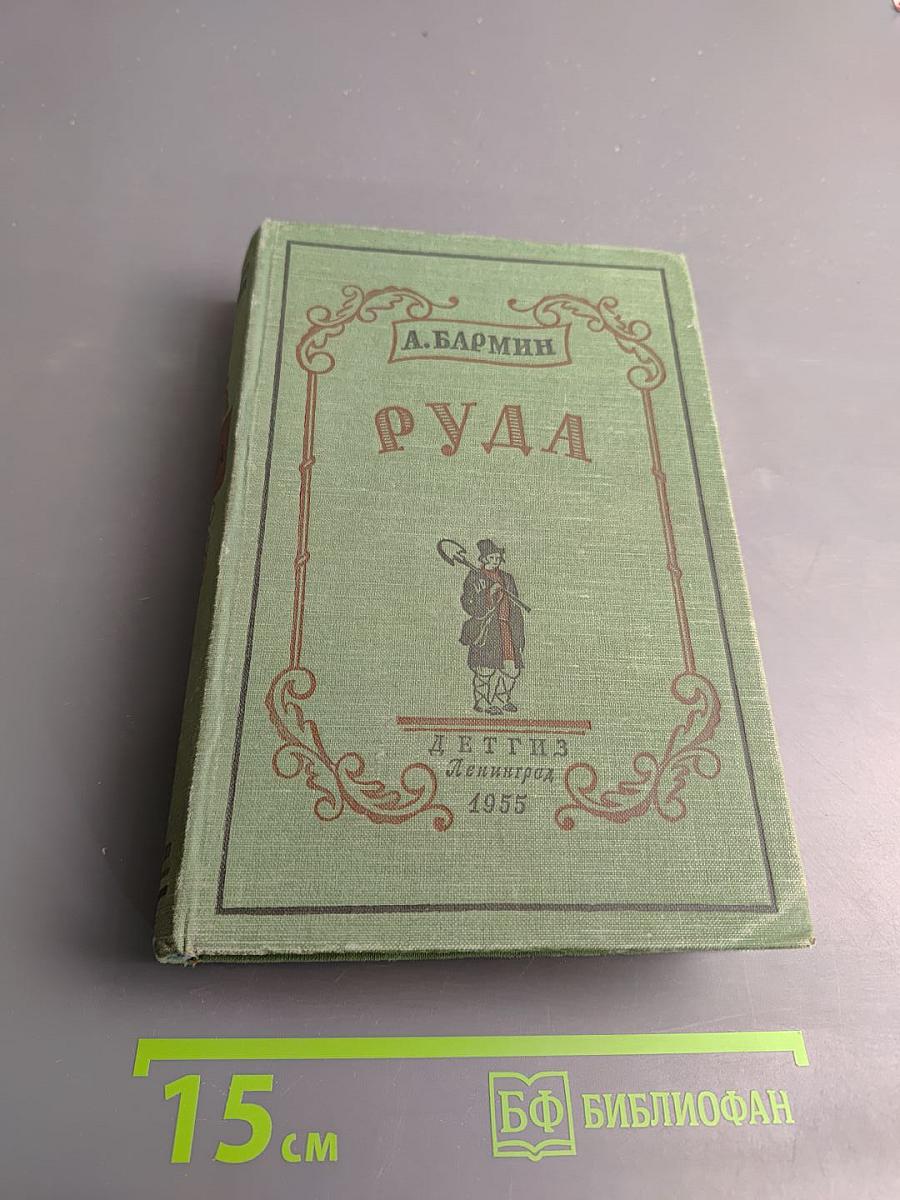 А. БАРМИН
РУДА
ДЕТГИЗ
Ленинград
1955
15 см
БФ БИБЛИОФАН